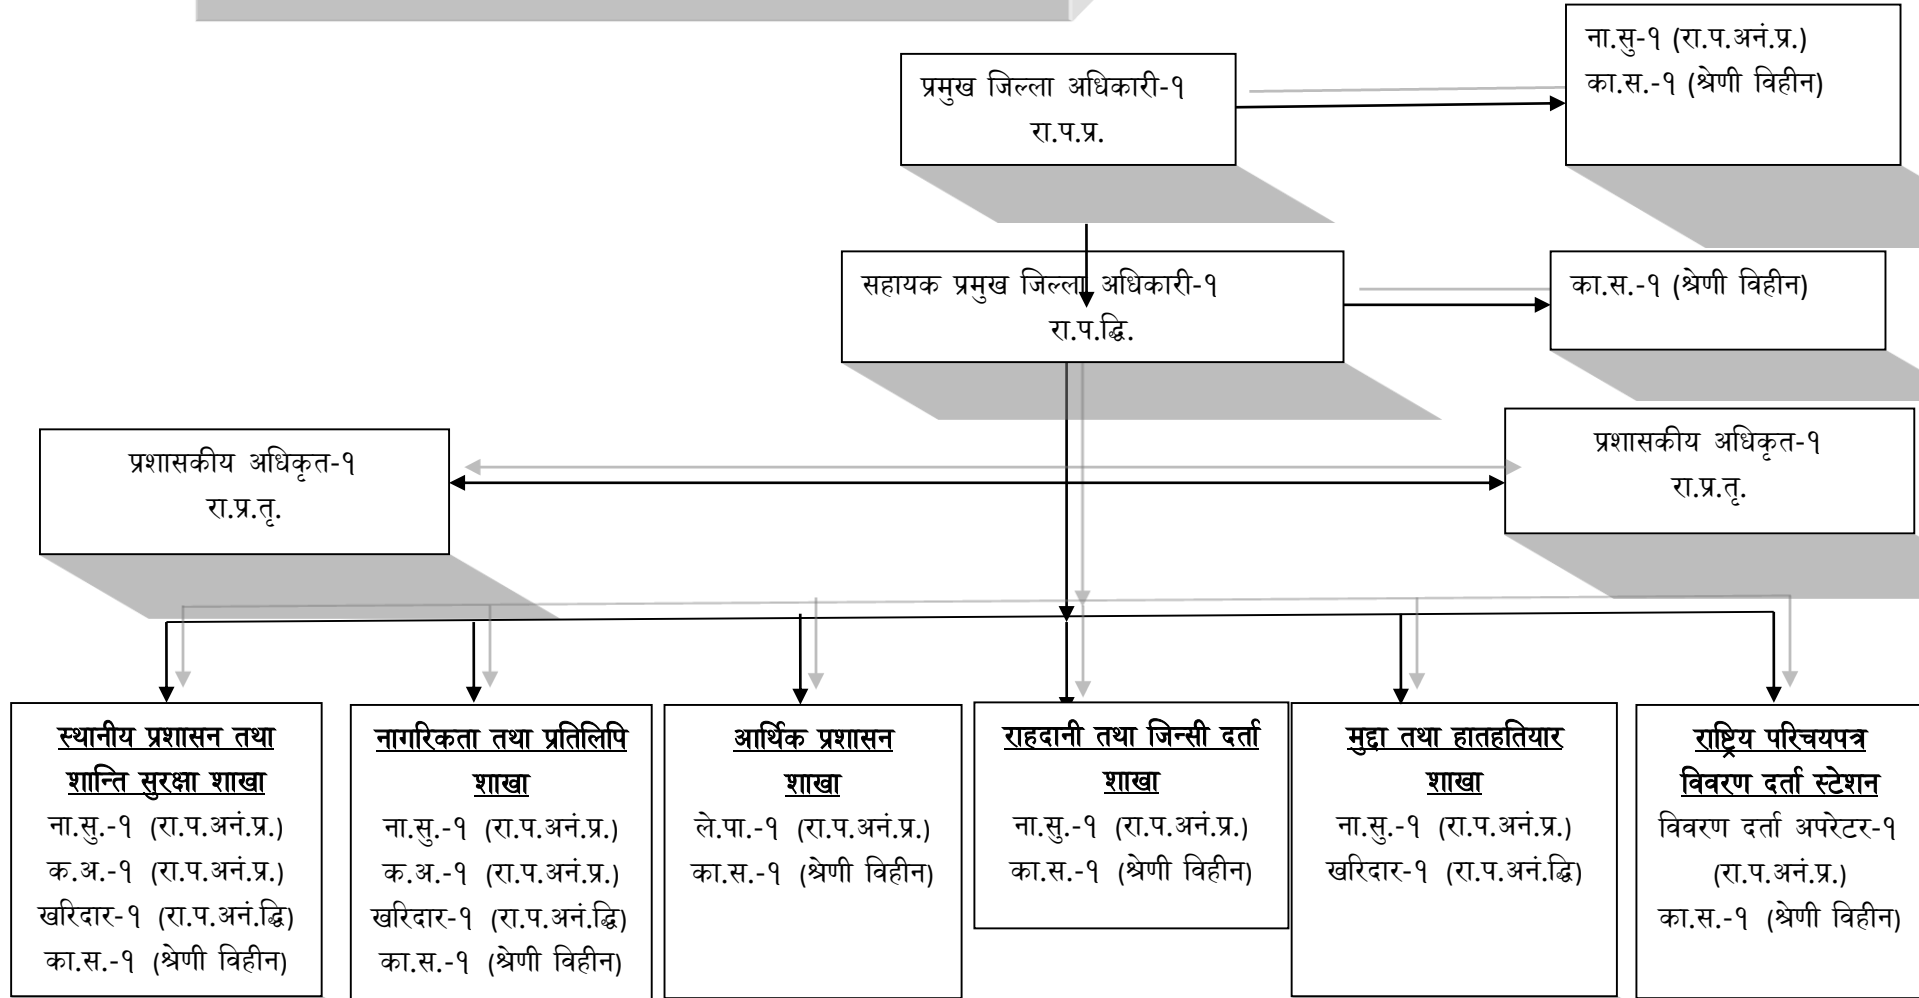 प्रमुख जिल्ला अधिकारी-१
रा.प.प्र.
ना.सु-१ (रा.प.अनं.प्र.)
का.स.-१ (श्रेणी विहीन)
सहायक प्रमुख जिल्ला अधिकारी-१
रा.प.द्धि.
का.स.-१ (श्रेणी विहीन)
प्रशासकीय अधिकृत-१
रा.प्र.तृ.
प्रशासकीय अधिकृत-१
रा.प्र.तृ.
स्थानीय प्रशासन तथा
शान्ति सुरक्षा शाखा
ना.सु.-१ (रा.प.अनं.प्र.)
क.अ.-१ (रा.प.अनं.प्र.)
खरिदार-१ (रा.प.अनं.द्धि)
का.स.-१ (श्रेणी विहीन)
नागरिकता तथा प्रतिलिपि
शाखा
ना.सु.-१ (रा.प.अनं.प्र.)
क.अ.-१ (रा.प.अनं.प्र.)
खरिदार-१ (रा.प.अनं.द्धि)
का.स.-१ (श्रेणी विहीन)
आर्थिक प्रशासन
शाखा
ले.पा.-१ (रा.प.अनं.प्र.)
का.स.-१ (श्रेणी विहीन)
राहदानी तथा जिन्सी दर्ता
शाखा
ना.सु.-१ (रा.प.अनं.प्र.)
का.स.-१ (श्रेणी विहीन)
मुद्दा तथा हातहतियार
शाखा
ना.सु.-१ (रा.प.अनं.प्र.)
खरिदार-१ (रा.प.अनं.द्धि)
राष्ट्रिय परिचयपत्र
विवरण दर्ता स्टेशन
विवरण दर्ता अपरेटर-१
(रा.प.अनं.प्र.)
का.स.-१ (श्रेणी विहीन)